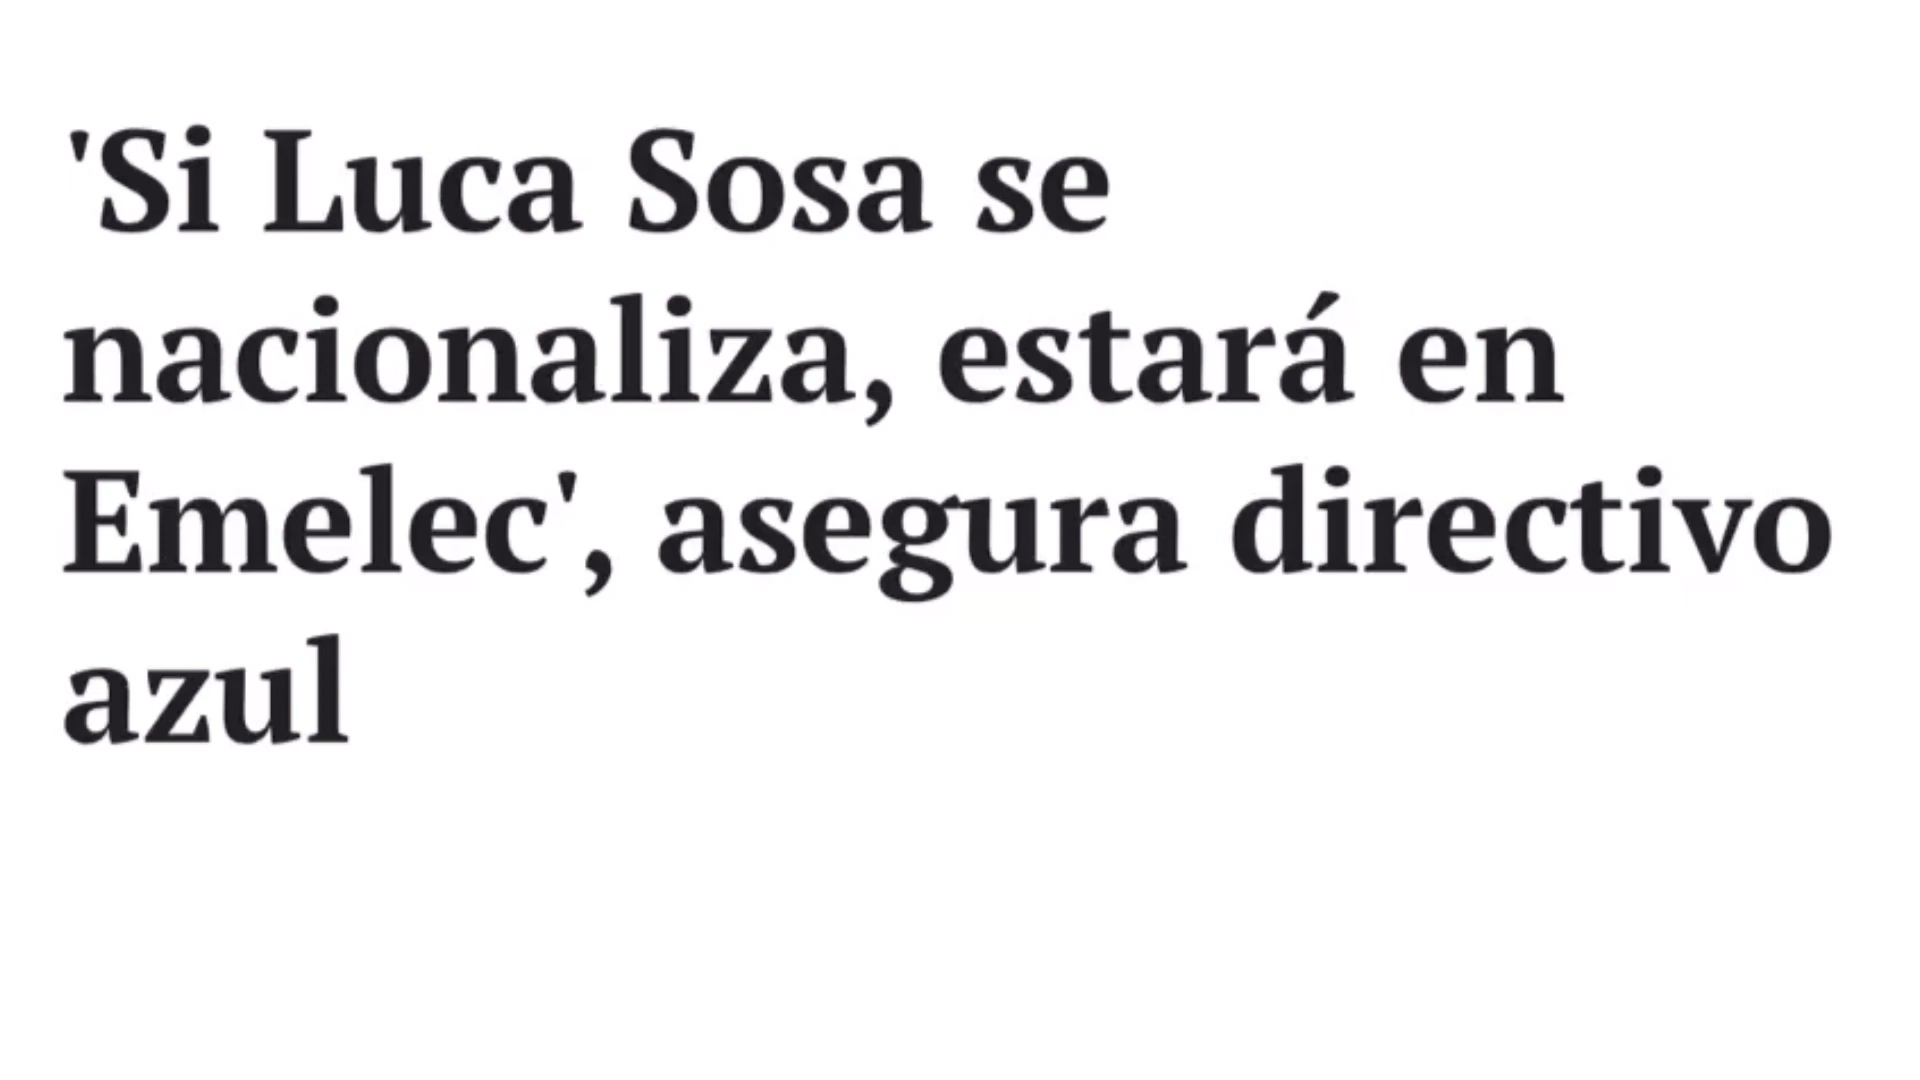 'Si Luca Sosa se
nacionaliza, estará en
Emelec', asegura directivo
azul